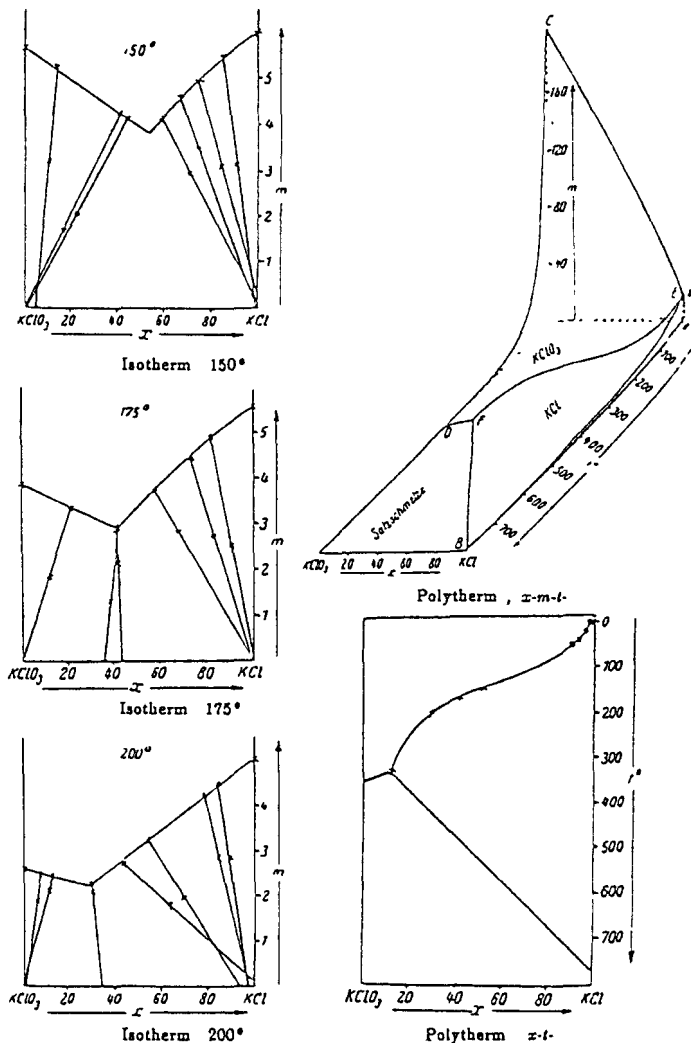 150°
5
4
3
2
1
m
KClO₃ 20 40 60 80 KCl
x
Isotherm 150°
175°
5
4
3
2
1
m
KClO₃ 20 40 60 80 KCl
x
Isotherm 175°
200°
4
3
2
1
m
KClO₃ 20 40 60 80 KCl
x
Isotherm 200°
C
160
120
80
40
m
E
KClO₃
KCl
D
F
100
200
300
400
500
600
700
Salzschmelze
B
KClO₃ 20 40 60 80 KCl
x
Polytherm , x-m-t-
0
100
200
300
400
500
600
700
t°
KClO₃ 20 40 60 80 KCl
x
Polytherm x-t-